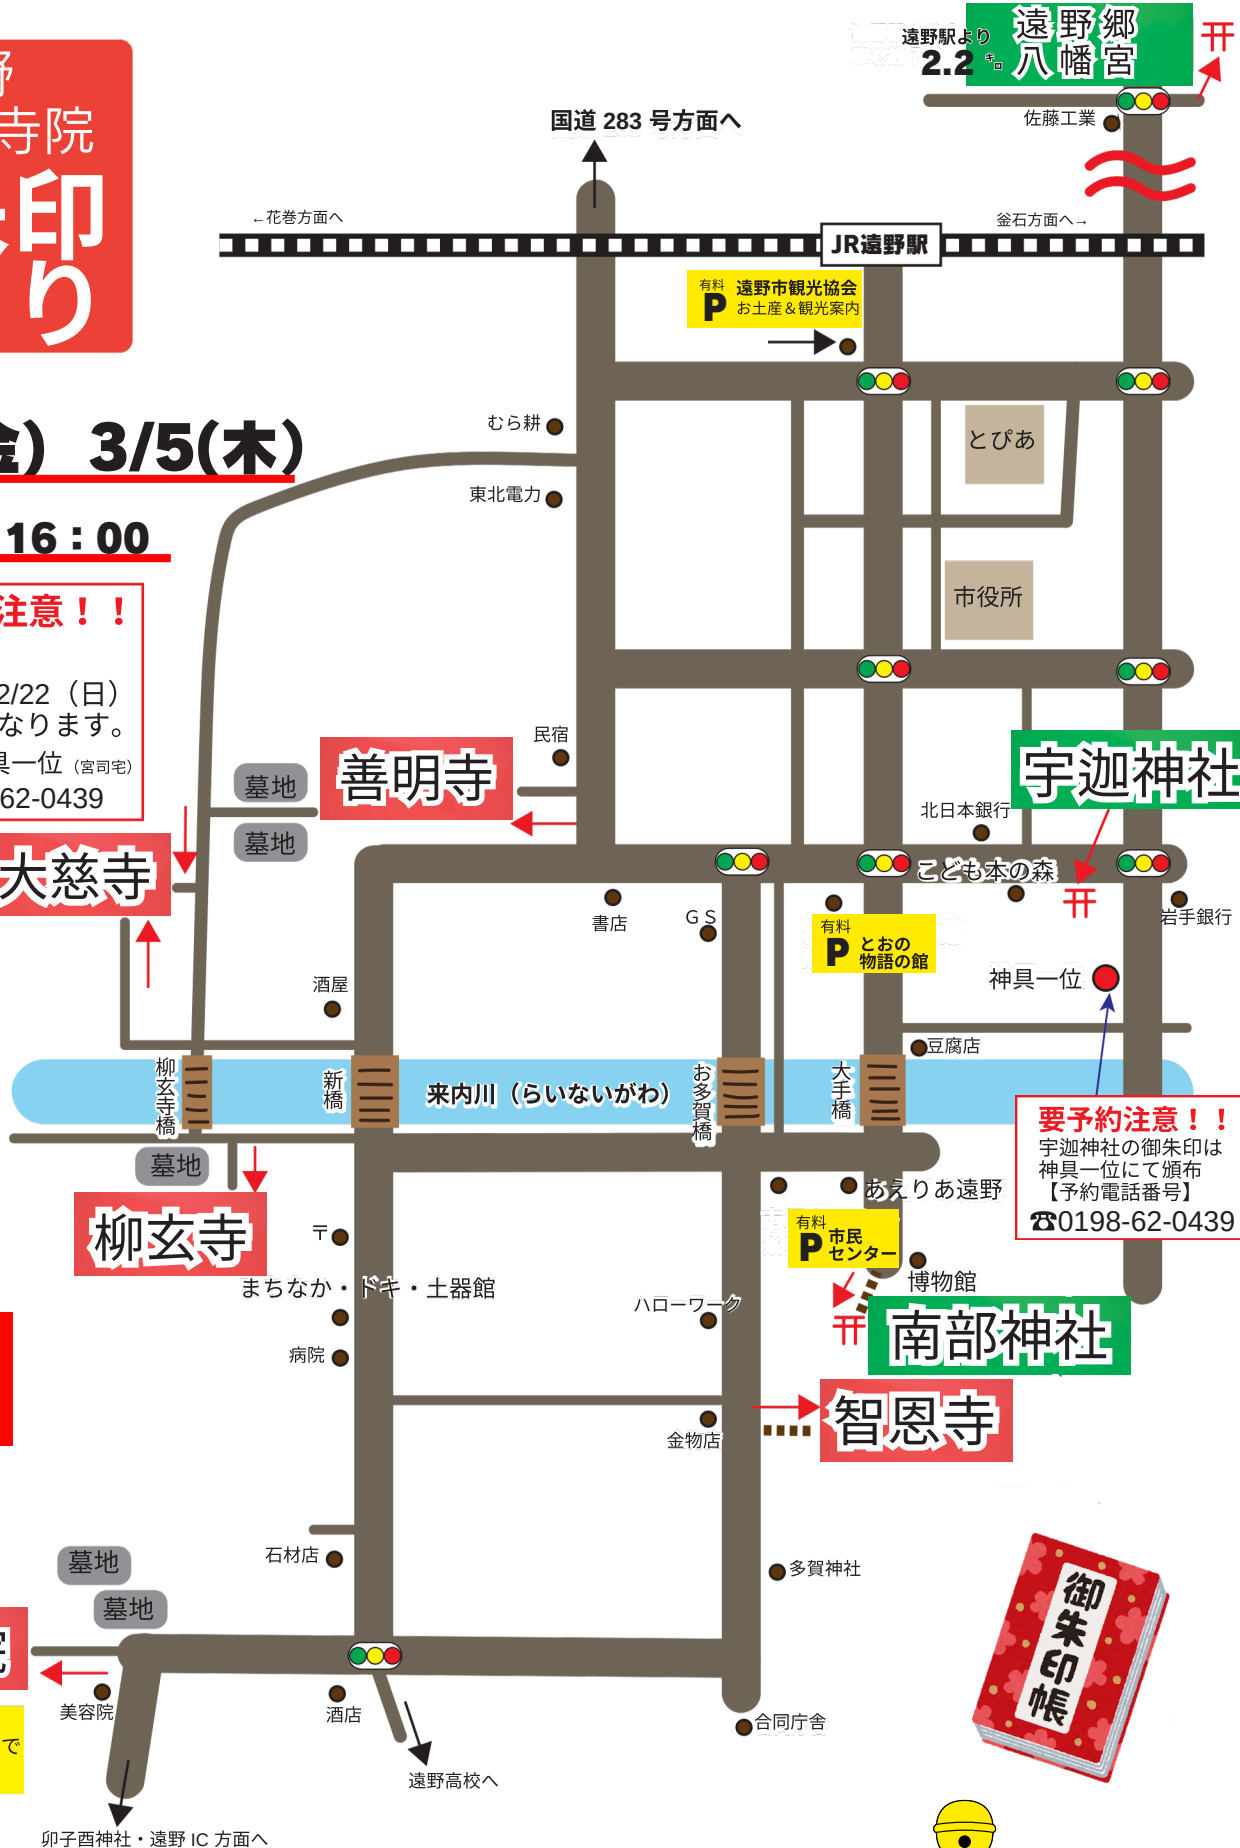 遠野駅より
2.2 キロ
遠野郷
八幡宮
野
寺院
印
り
国道 283 号方面へ
佐藤工業
←花巻方面へ
釜石方面へ→
JR遠野駅
有料
P
遠野市観光協会
お土産＆観光案内
金） 3/5(木)
16：00
むら耕
東北電力
とぴあ
市役所
注意！！
2/22（日）
なります。
具一位（宮司宅）
62-0439
民宿
善明寺
墓地
墓地
大慈寺
宇迦神社
北日本銀行
こども本の森
岩手銀行
書店
ＧＳ
有料
P
とおの
物語の館
神具一位
酒屋
豆腐店
柳玄寺橋
新橋
来内川（らいないがわ）
お多賀橋
大手橋
要予約注意！！
宇迦神社の御朱印は
神具一位にて頒布
【予約電話番号】
☎0198-62-0439
墓地
柳玄寺
あえりあ遠野
有料
P
市民
センター
博物館
〒
まちなか・ドキ・土器館
ハローワーク
南部神社
病院
智恩寺
金物店
石材店
多賀神社
墓地
墓地
院
美容院
で
酒店
合同庁舎
遠野高校へ
卯子酉神社・遠野 IC 方面へ
御朱印帳